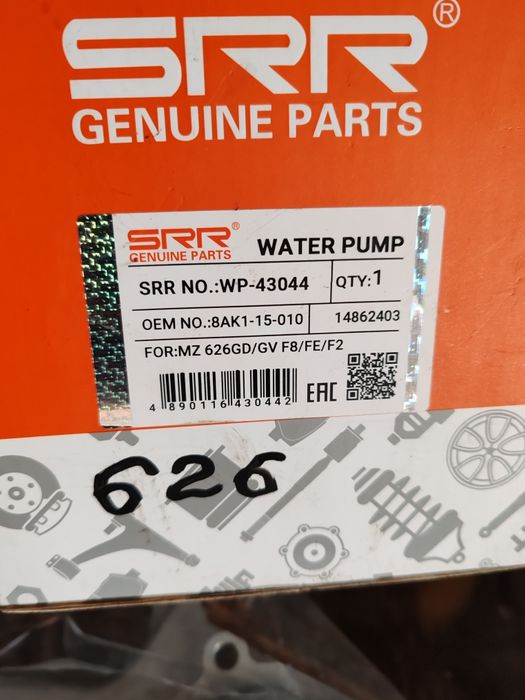 SRR®
GENUINE PARTS
SRR®
GENUINE PARTS
WATER PUMP
SRR NO.:WP-43044
QTY:1
OEM NO.:8AK1-15-010
14862403
FOR:MZ 626GD/GV F8/FE/F2
4 890116 430442
EAC
626